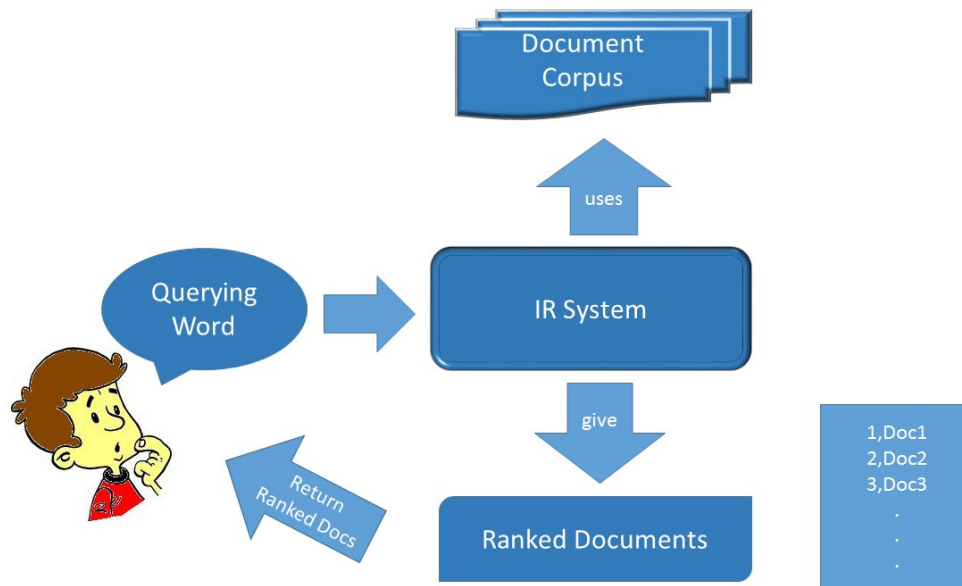 Document
Corpus
uses
Querying
Word
IR System
give
1,Doc1
2,Doc2
3,Doc3
.
.
.
Return
Ranked Docs
Ranked Documents